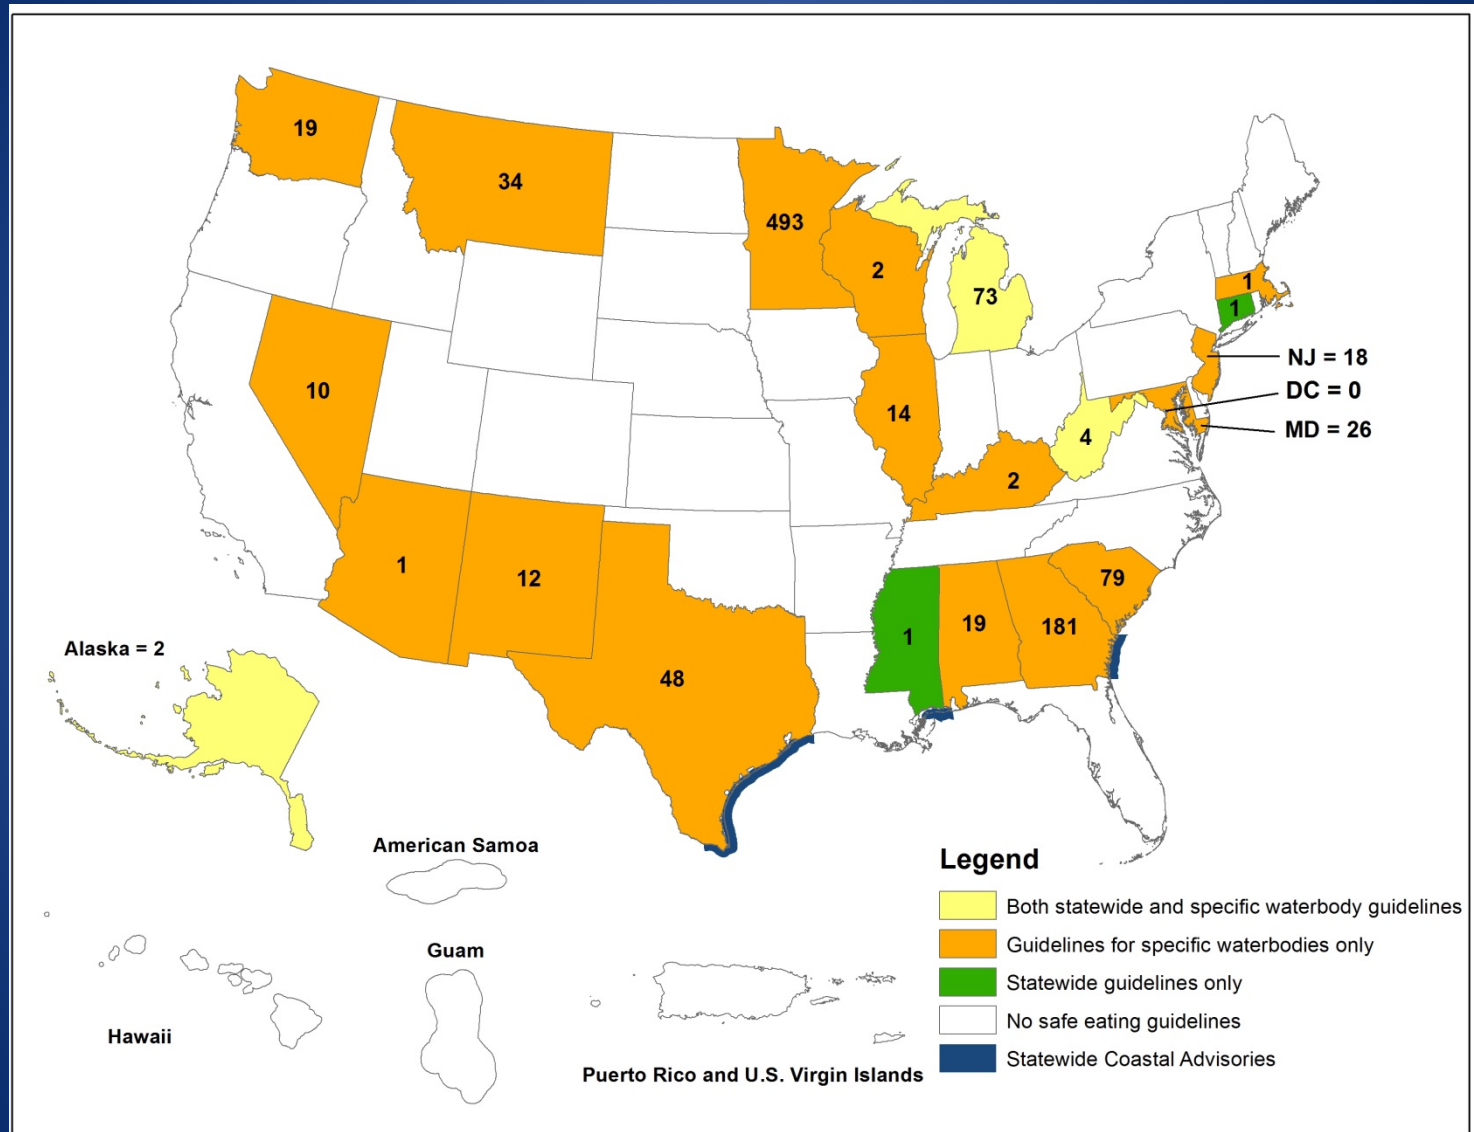 19
34
493
2
73
1
1
NJ = 18
DC = 0
MD = 26
10
14
4
2
1
12
79
19
181
1
48
Alaska = 2
American Samoa
Guam
Hawaii
Puerto Rico and U.S. Virgin Islands
Legend
Both statewide and specific waterbody guidelines
Guidelines for specific waterbodies only
Statewide guidelines only
No safe eating guidelines
Statewide Coastal Advisories